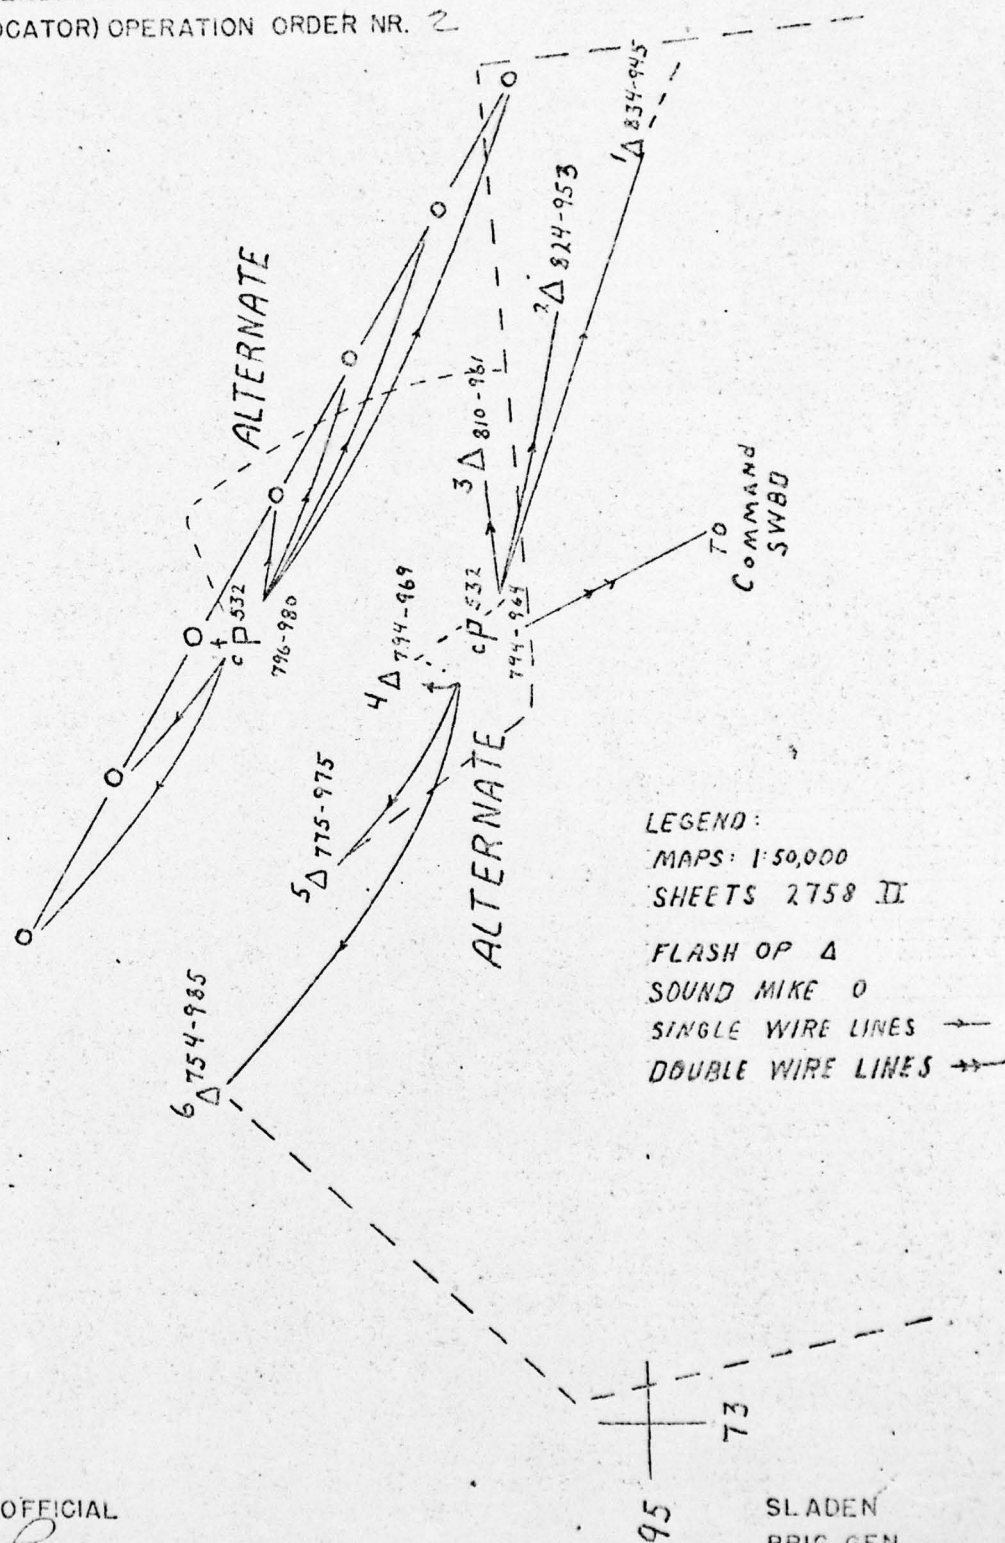 OCATOR) OPERATION ORDER NR. 2
1 834-945
2 824-953
ALTERNATE
3 810-961
TO
COMMAND
SWBD
CP 532
796-980
4 794-969
CP 532
794-964
5 775-975
ALTERNATE
LEGEND:
MAPS: 1:50,000
SHEETS 2758 II
FLASH OP Δ
SOUND MIKE O
SINGLE WIRE LINES
DOUBLE WIRE LINES
6 754-985
73
95
OFFICIAL
SLADEN
BRIG GEN